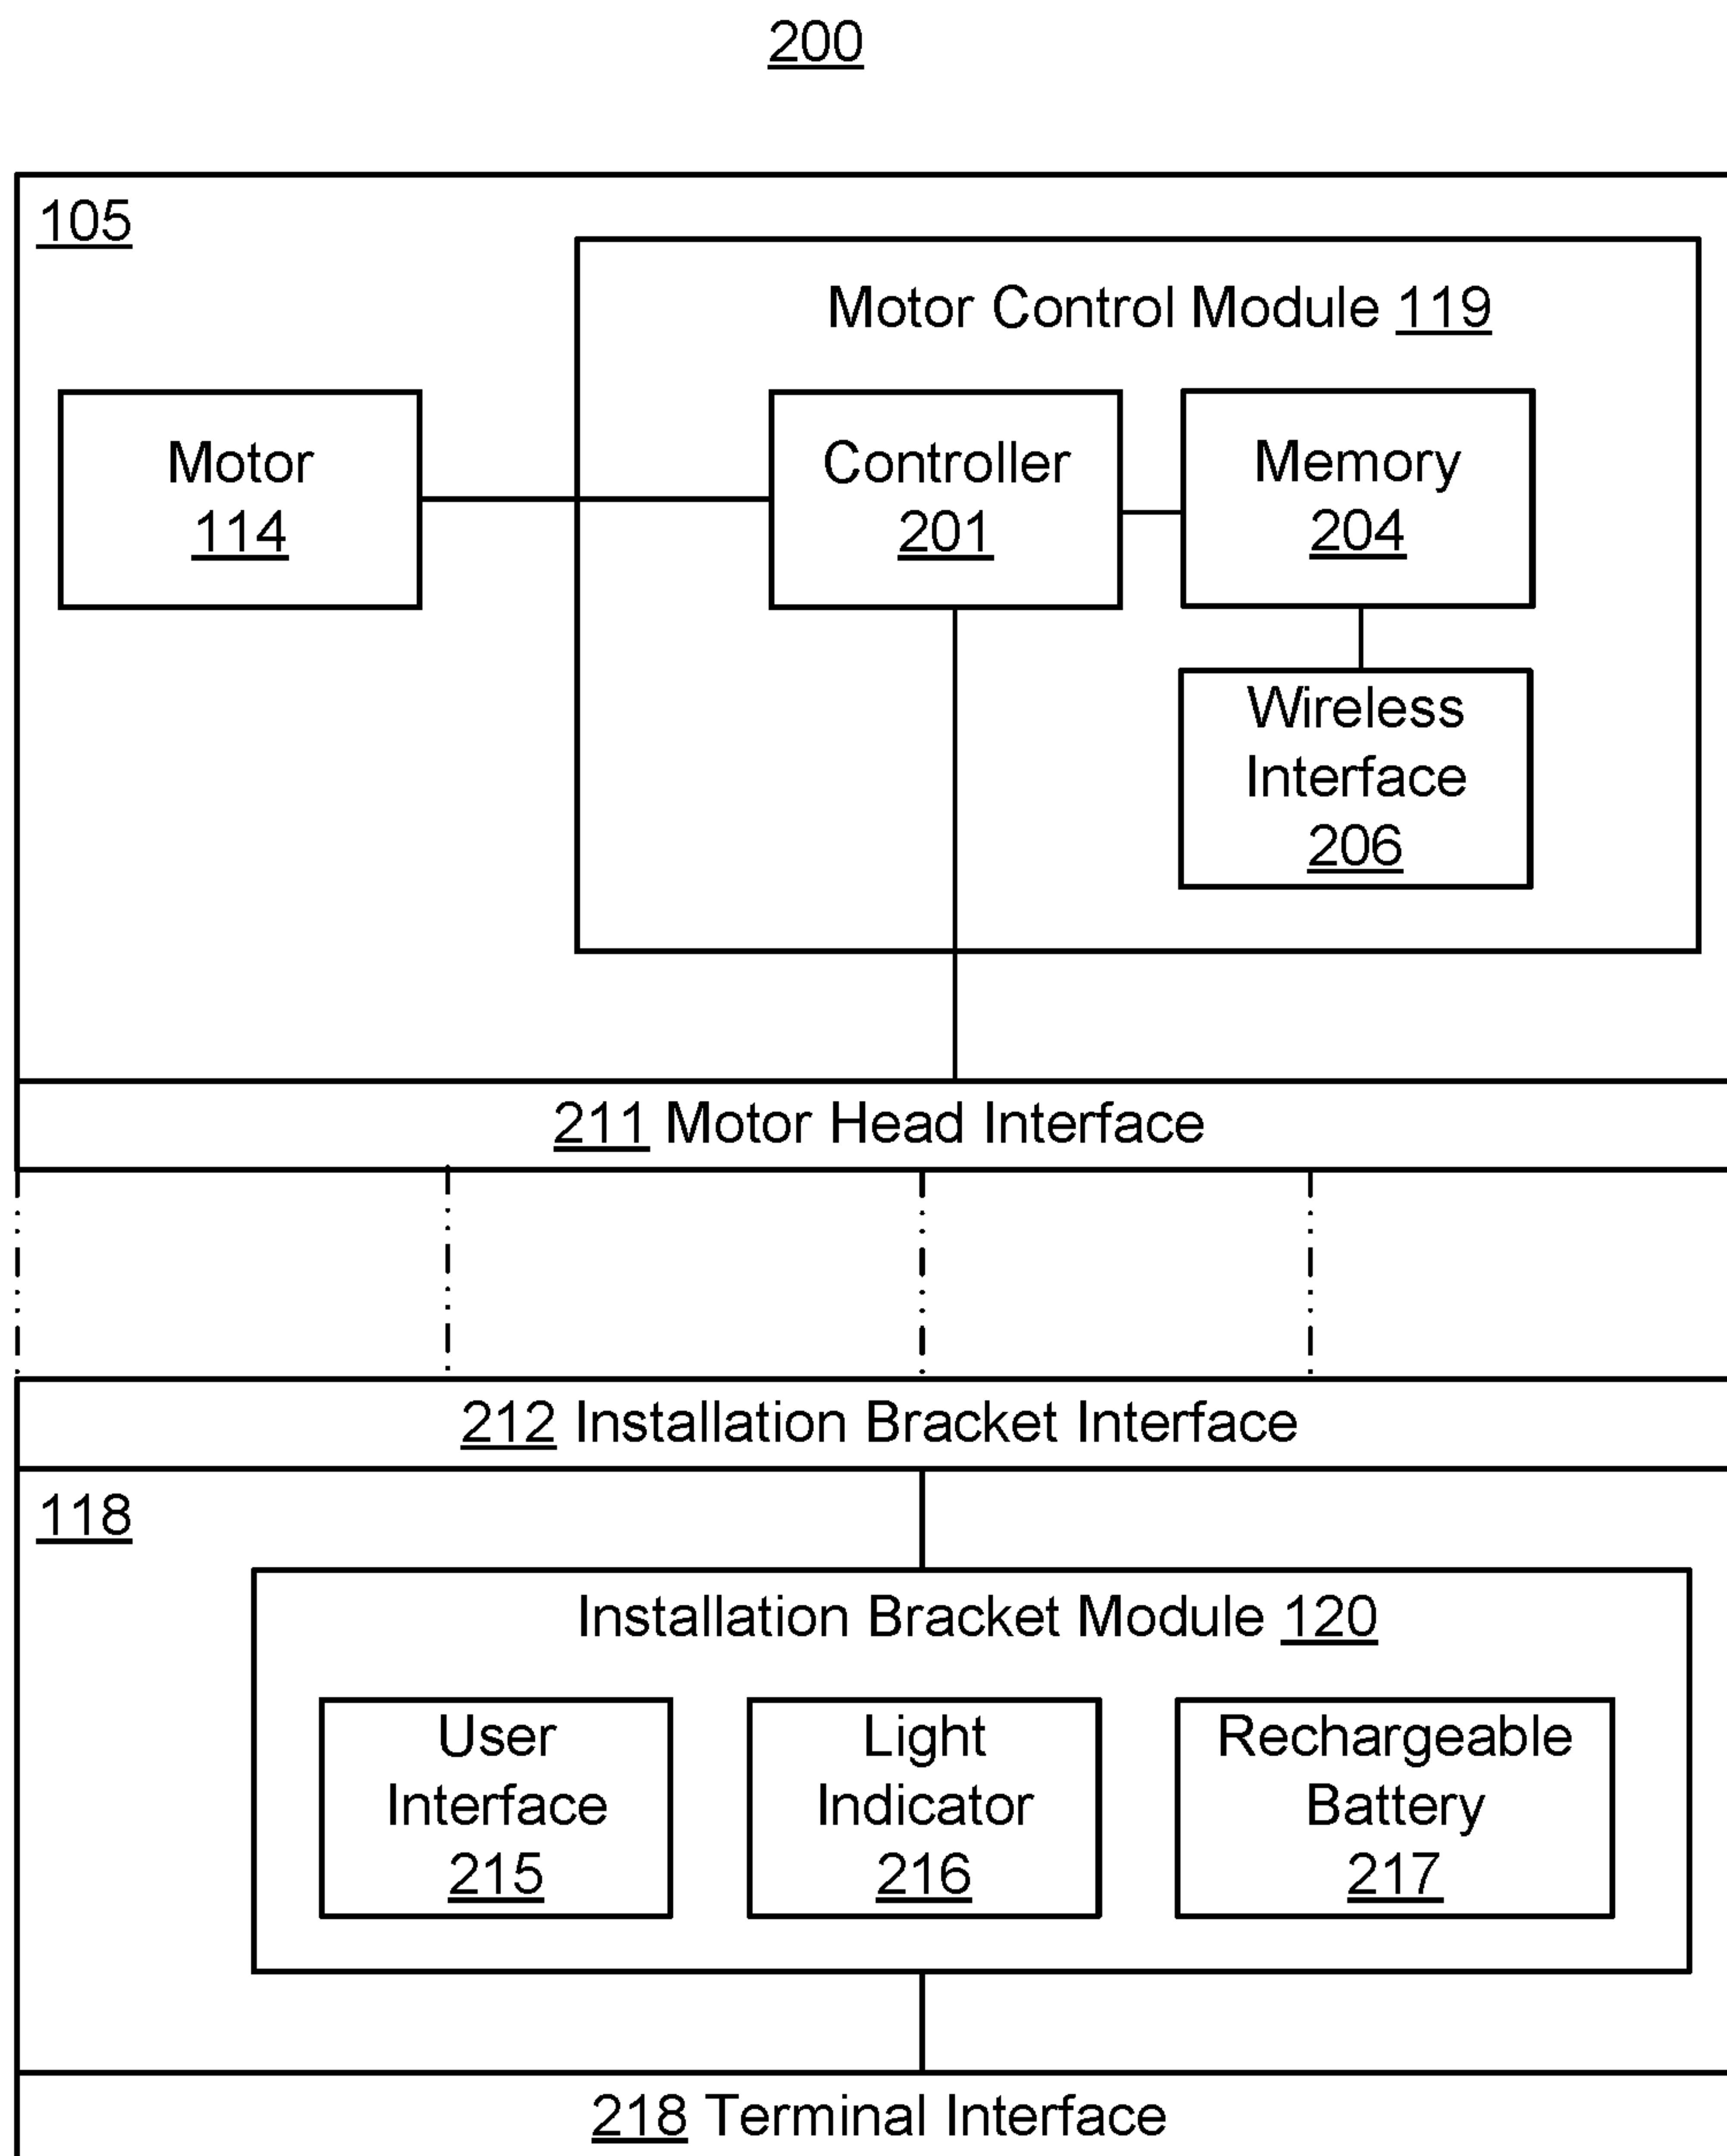 200
105
Motor Control Module 119
Motor
114
Controller
201
Memory
204
Wireless
Interface
206
211 Motor Head Interface
212 Installation Bracket Interface
118
Installation Bracket Module 120
User
Interface
215
Light
Indicator
216
Rechargeable
Battery
217
218 Terminal Interface